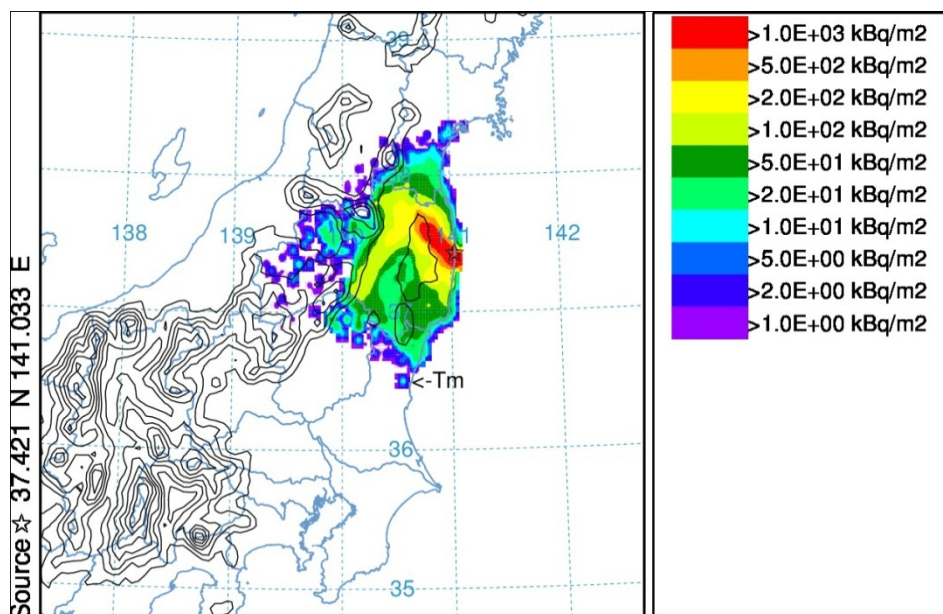 39
138
139
141
142
<-Tm
36
35
Source ☆ 37.421 N 141.033 E
>1.0E+03 kBq/m2
>5.0E+02 kBq/m2
>2.0E+02 kBq/m2
>1.0E+02 kBq/m2
>5.0E+01 kBq/m2
>2.0E+01 kBq/m2
>1.0E+01 kBq/m2
>5.0E+00 kBq/m2
>2.0E+00 kBq/m2
>1.0E+00 kBq/m2